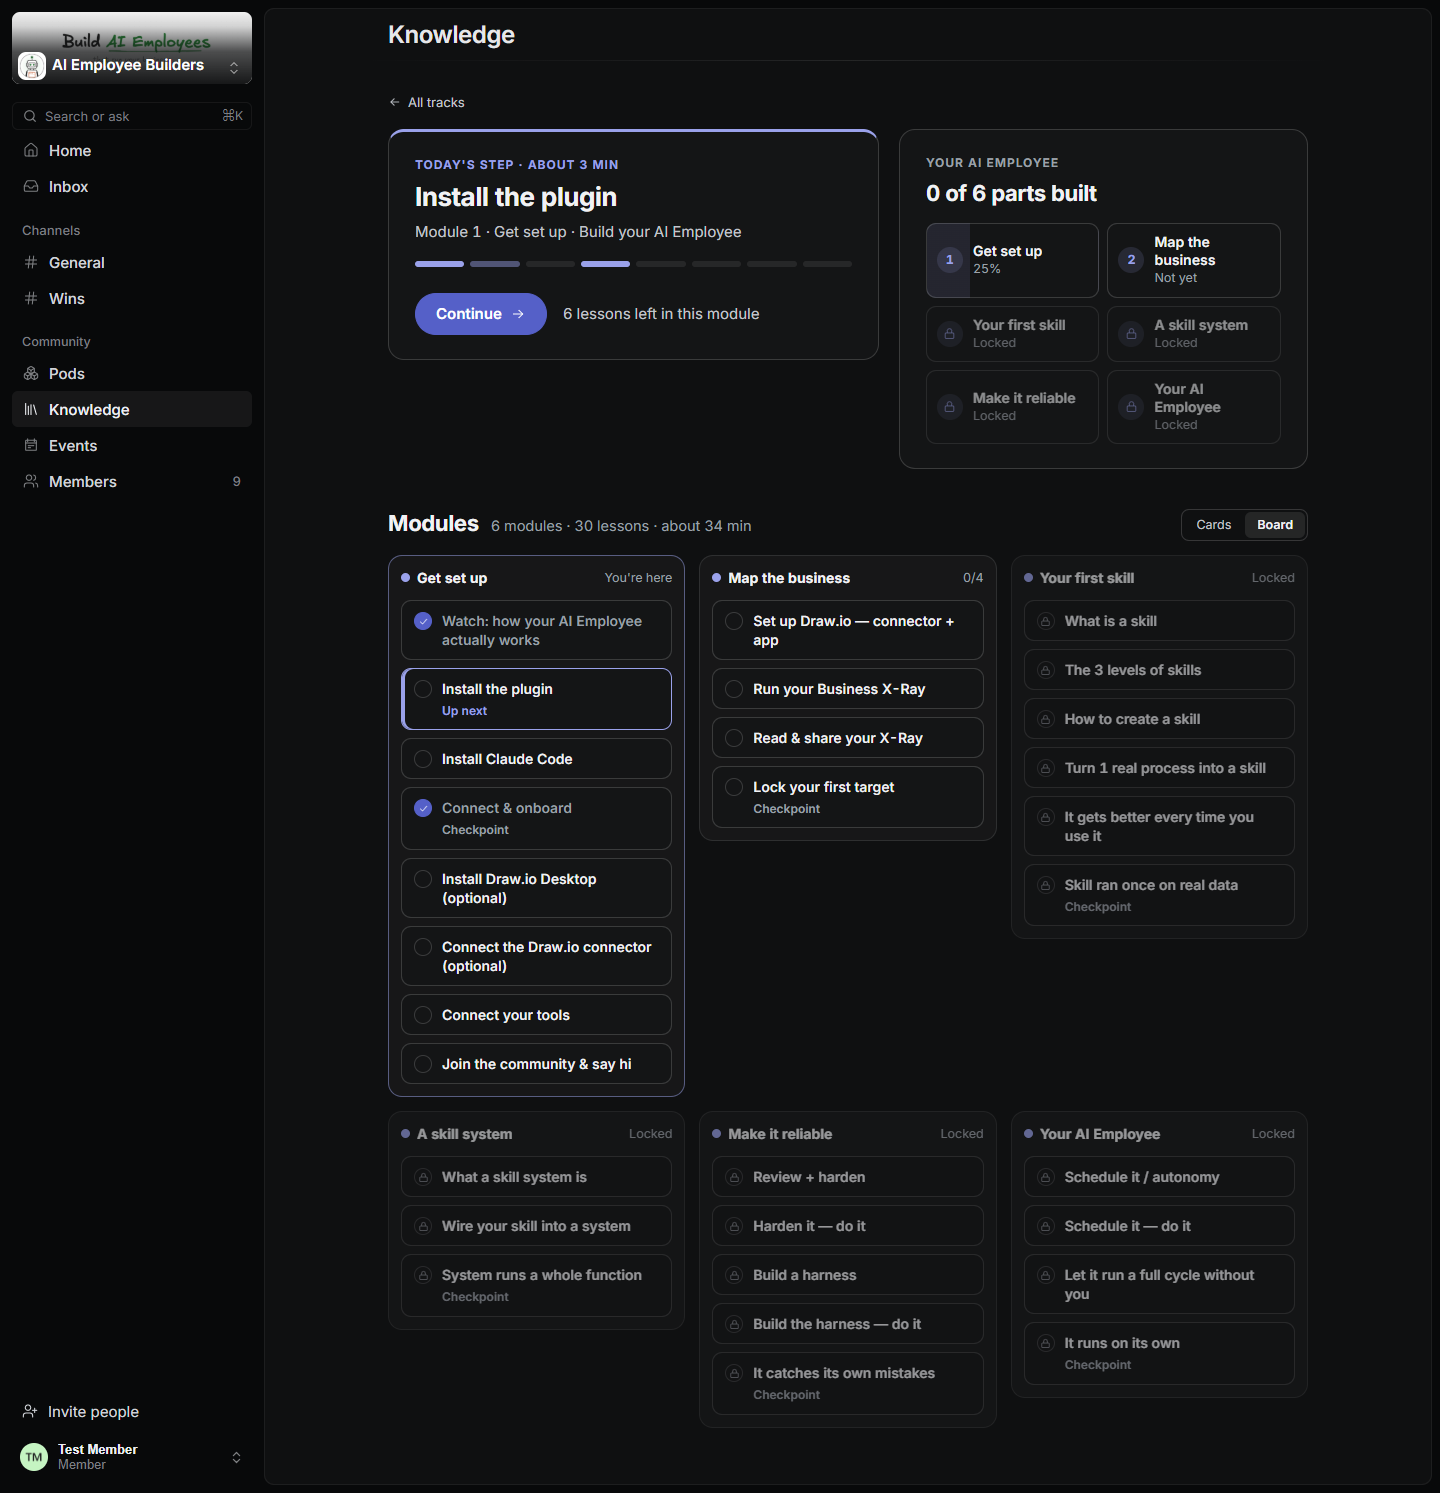 Build AI Employees
AI Employee Builders
Search or ask
⌘K
Home
Inbox
Channels
General
Wins
Community
Pods
Knowledge
Events
Members
9
Invite people
TM
Test Member
Member
Knowledge
← All tracks
TODAY'S STEP · ABOUT 3 MIN
Install the plugin
Module 1 · Get set up · Build your AI Employee
Continue →
6 lessons left in this module
YOUR AI EMPLOYEE
0 of 6 parts built
1
Get set up
25%
2
Map the
business
Not yet
Your first skill
Locked
A skill system
Locked
Make it reliable
Locked
Your AI
Employee
Locked
Modules
6 modules · 30 lessons · about 34 min
Cards
Board
Get set up
You're here
Watch: how your AI Employee
actually works
Install the plugin
Up next
Install Claude Code
Connect & onboard
Checkpoint
Install Draw.io Desktop
(optional)
Connect the Draw.io connector
(optional)
Connect your tools
Join the community & say hi
Map the business
0/4
Set up Draw.io — connector +
app
Run your Business X-Ray
Read & share your X-Ray
Lock your first target
Checkpoint
Your first skill
Locked
What is a skill
The 3 levels of skills
How to create a skill
Turn 1 real process into a skill
It gets better every time you
use it
Skill ran once on real data
Checkpoint
A skill system
Locked
What a skill system is
Wire your skill into a system
System runs a whole function
Checkpoint
Make it reliable
Locked
Review + harden
Harden it — do it
Build a harness
Build the harness — do it
It catches its own mistakes
Checkpoint
Your AI Employee
Locked
Schedule it / autonomy
Schedule it — do it
Let it run a full cycle without
you
It runs on its own
Checkpoint